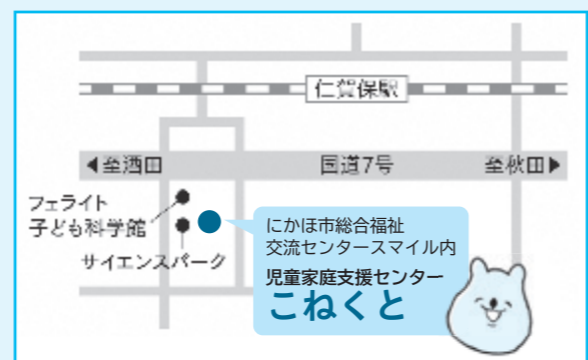 仁賀保駅
◀至酒田
国道7号
至秋田▶
フェライト
子ども科学館
サイエンスパーク
にかほ市総合福祉
交流センタースマイル内
児童家庭支援センター
こねくと